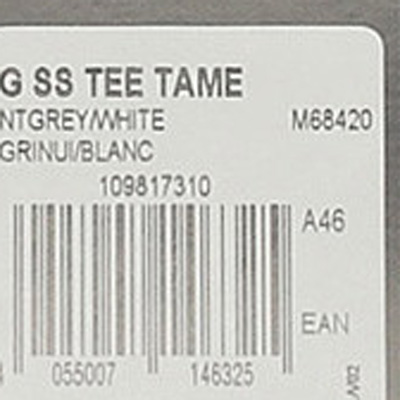 G SS TEE TAME
NTGREY/WHITE M68420
GRINUI/BLANC
109817310
A46
EAN
055007 146325